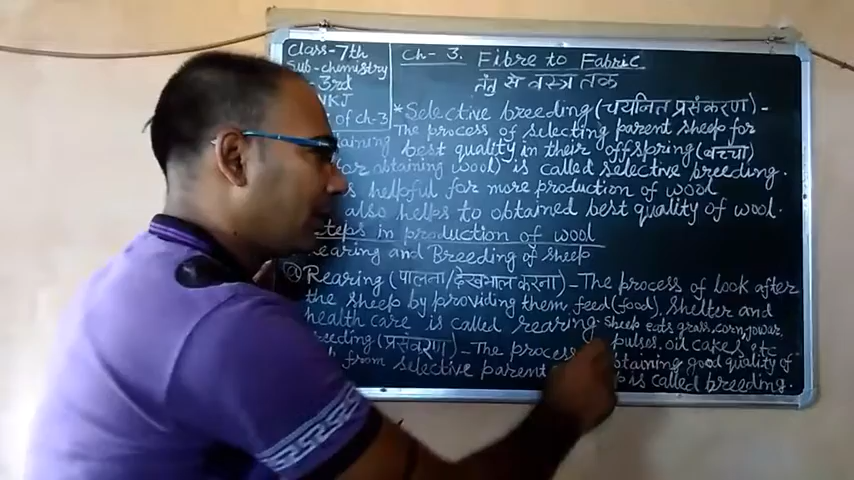 Class-7th
Sub-chemistry
3rd
NKJ
of ch-3
Ch- 3. Fibre to Fabric
तंतु से वस्त्र तक
*Selective breeding (चयनित प्रसंकरण)-
The process of selecting parent sheep for
best quality in their offspring (बच्चा)
obtaining wool) is called selective breeding.
is helpful for more production of wool
also helps to obtained best quality of wool
steps in production of wool
Rearing and Breeding of sheep
@ Rearing (पालना/देखभाल करना) = The process of look after
the sheep by providing them feed (food), shelter and
health care is called rearing. Sheep eats grass, corn, jowar,
pulses, oil cakes etc
(प्रसंकरण) - The process
from selective parent obtaining good quality of
is called breeding.